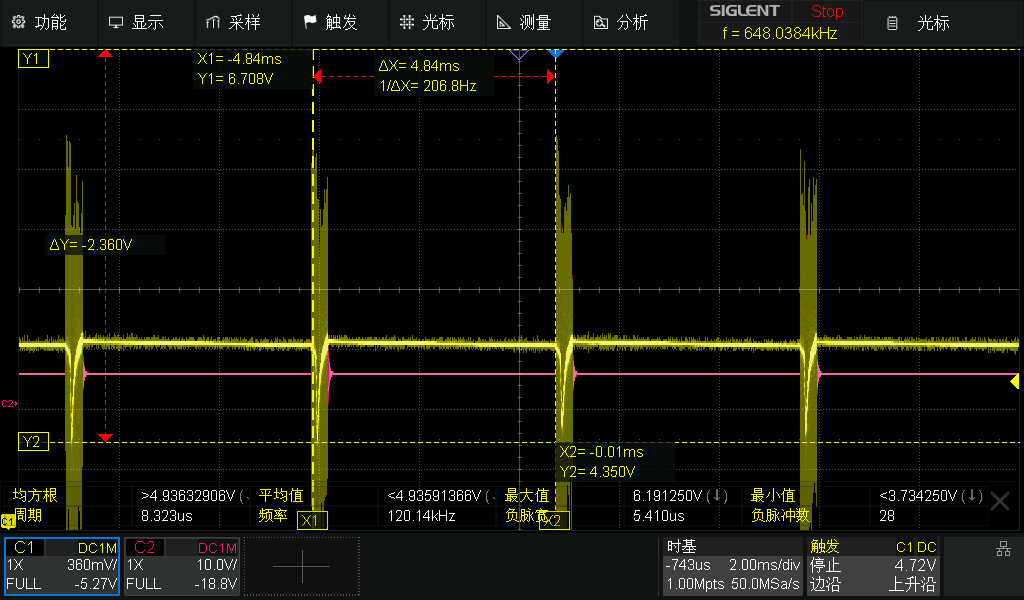 功能 显示 采样 触发 光标 测量 分析 SIGLENT Stop 光标
f = 648.0384kHz
Y1
X1= -4.84ms
Y1= 6.708V
ΔX= 4.84ms
1/ΔX= 206.8Hz
ΔY= -2.360V
C2
Y2
X2= -0.01ms
Y2= 4.350V
均方根 >4.93632906V 平均值 <4.93591366V 最大值 6.191250V (↓) 最小值 <3.734250V (↓)
周期 8.323us 频率 120.14kHz 负脉宽 5.410us 负脉冲数 28
C1 X1 X2
C1 DC1M C2 DC1M 时基 触发 C1 DC
1X 360mV/ 1X 10.0V/ -743us 2.00ms/div 停止 4.72V
FULL -5.27V FULL -18.8V 1.00Mpts 50.0MSa/s 边沿 上升沿